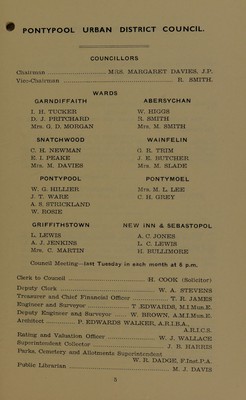 PONTYPOOL URBAN DISTRICT COUNCIL.
COUNCILLORS
Chairman ........ MRS. MARGARET DAVIES, J.P.
Vice-Chairman ........ R. SMITH.
WARDS
GARNDIFFAITH
I. H. TUCKER
D. J. PRITCHARD
Mrs. G. D. MORGAN
ABERSYCHAN
W. HIGGS
R. SMITH
Mrs. M. SMITH
SNATCHWOOD
C. H. NEWMAN
E. I. PEAKE
Mrs. M. DAVIES
WAINFELIN
G. R. TRIM
J. E. BUTCHER
Mrs. M. SLADE
PONTYPOOL
W. G. HILLIER
J. T. WARE
A. S. STRICKLAND
W. ROSIE
PONTYMOEL
Mrs. M. L. LEE
C. H. GREY
GRIFFITHSTOWN
L. LEWIS
A. J. JENKINS
Mrs. C. MARTIN
NEW INN & SEBASTOPOL
A. C. JONES
L. C. LEWIS
H. BULLIMORE
Council Meeting—last Tuesday in each month at 6 p.m.
Clerk to Council ........ H. COOK (Solicitor)
Deputy Clerk ........ W. A. STEVENS
Treasurer and Chief Financial Officer ........ T. R. JAMES
Engineer and Surveyor ........ T. EDWARDS, M.I.Mun.E.
Deputy Engineer and Surveyor ........ W. BROWN, A.M.I.Mun.E.
Architect ........ P. EDWARDS WALKER, A.R.I.B.A.,
A.R.I.C.S.
Rating and Valuation Officer ........ W. J. WALLACE
Superintendent Collector ........ J. B. HARRIS
Parks, Cemetery and Allotments Superintendent
W. R. DADGE, F.Inst.P.A.
Public Librarian ........ M. J. DAVIS